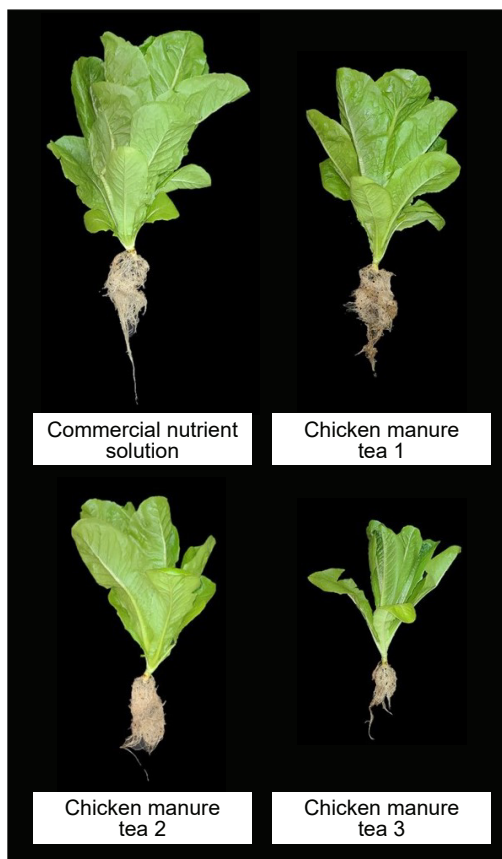 Commercial nutrient
solution
Chicken manure
tea 1
Chicken manure
tea 2
Chicken manure
tea 3